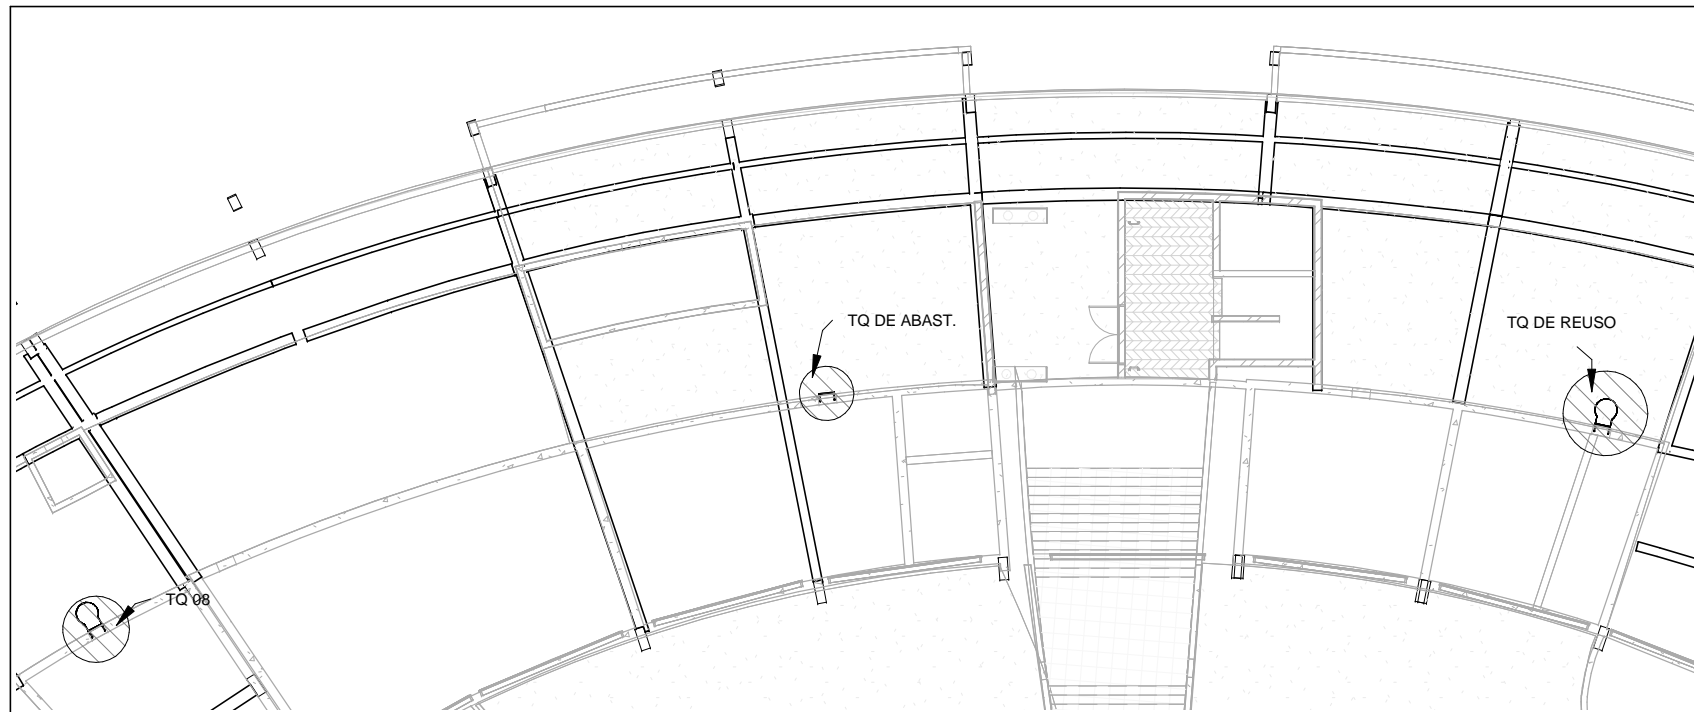 TQ DE ABAST.
TQ DE REUSO
TQ 08